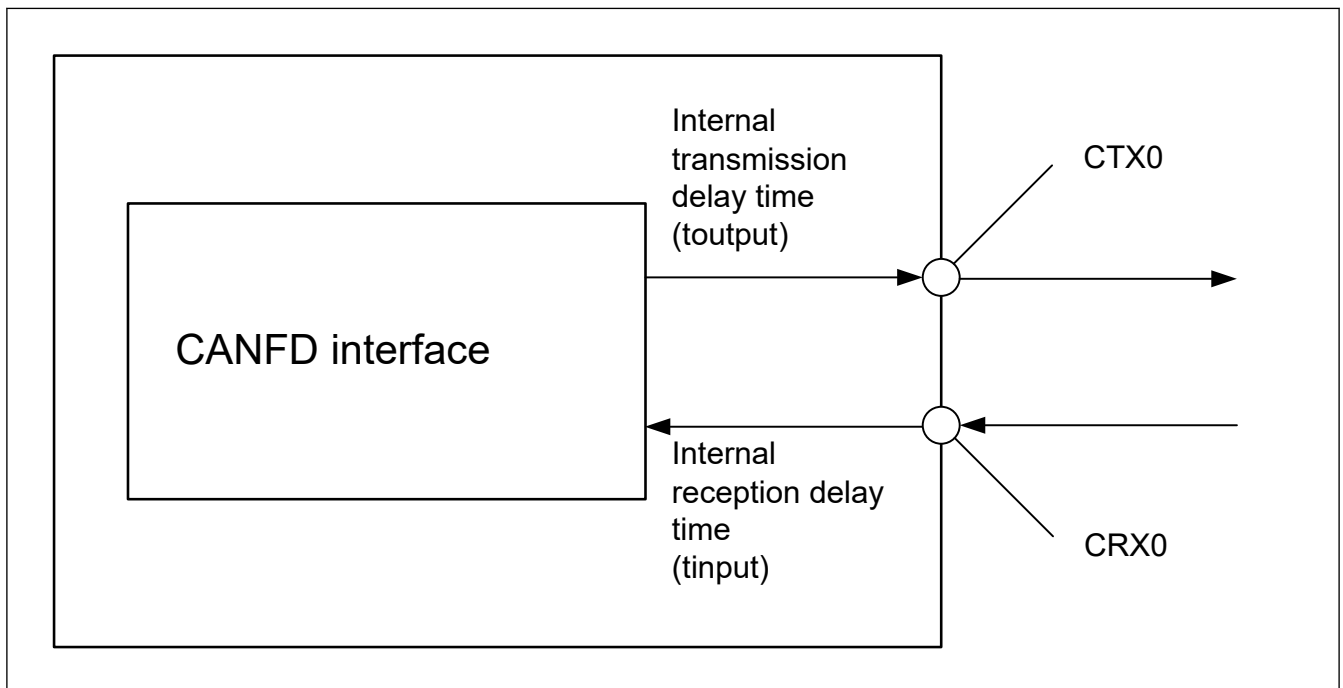 Internal
transmission
delay time
(toutput)
CTX0
CANFD interface
Internal
reception delay
time
(tinput)
CRX0